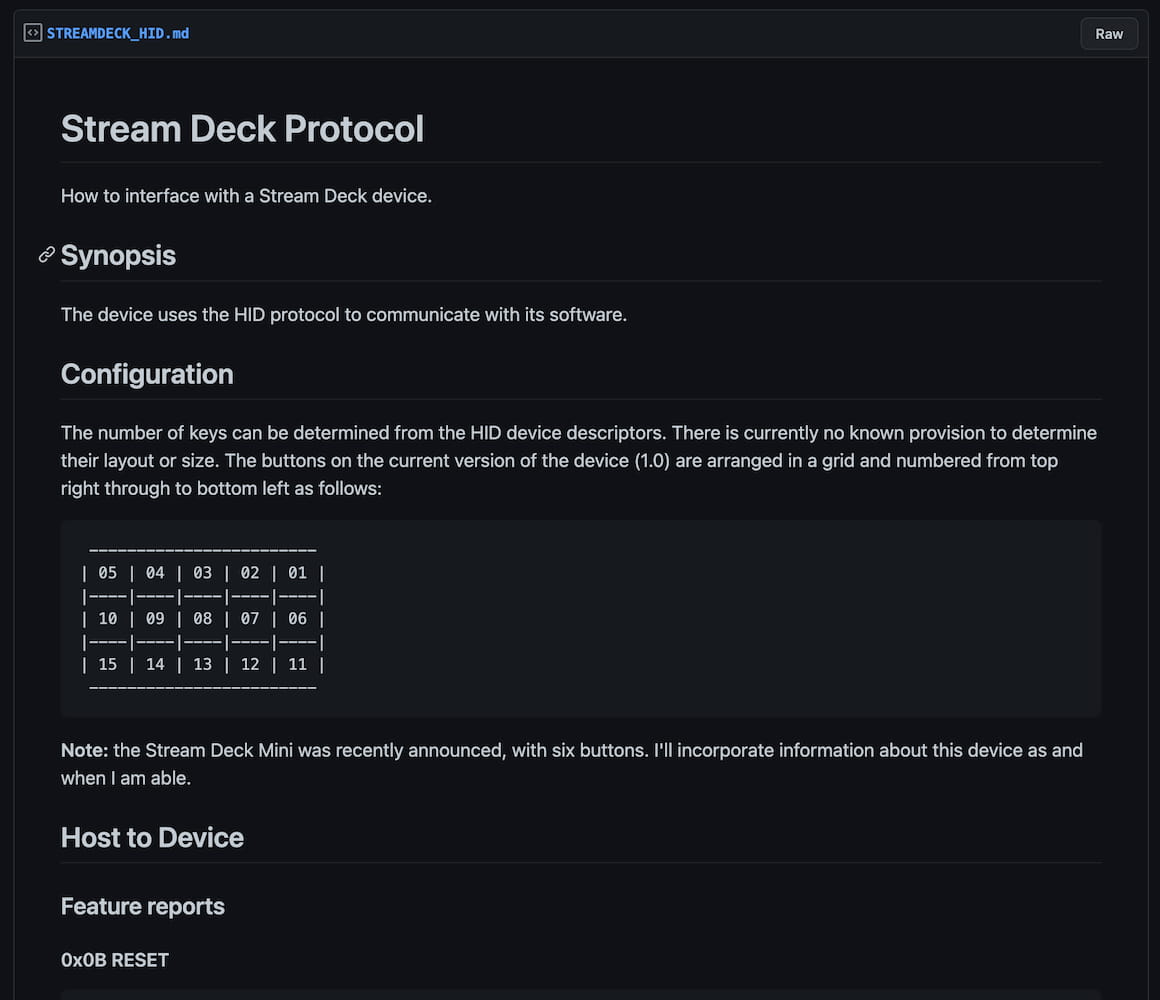 STREAMDECK_HID.md
Raw
Stream Deck Protocol
How to interface with a Stream Deck device.
Synopsis
The device uses the HID protocol to communicate with its software.
Configuration
The number of keys can be determined from the HID device descriptors. There is currently no known provision to determine
their layout or size. The buttons on the current version of the device (1.0) are arranged in a grid and numbered from top
right through to bottom left as follows:
 ________________________
| 05 | 04 | 03 | 02 | 01 |
|----|----|----|----|----|
| 10 | 09 | 08 | 07 | 06 |
|----|----|----|----|----|
| 15 | 14 | 13 | 12 | 11 |
 ------------------------
Note: the Stream Deck Mini was recently announced, with six buttons. I'll incorporate information about this device as and
when I am able.
Host to Device
Feature reports
0x0B RESET